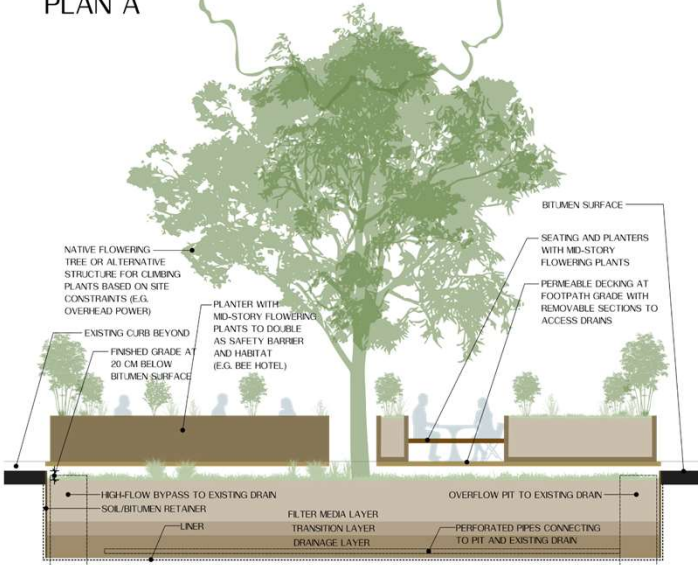 PLAN A
BITUMEN SURFACE
NATIVE FLOWERING
TREE OR ALTERNATIVE
STRUCTURE FOR CLIMBING
PLANTS BASED ON SITE
CONSTRAINTS (E.G.
OVERHEAD POWER)
SEATING AND PLANTERS
WITH MID-STORY
FLOWERING PLANTS
PERMEABLE DECKING AT
FOOTPATH GRADE WITH
REMOVABLE SECTIONS TO
ACCESS DRAINS
PLANTER WITH
MID-STORY FLOWERING
PLANTS TO DOUBLE
AS SAFETY BARRIER
AND HABITAT
(E.G. BEE HOTEL)
EXISTING CURB BEYOND
FINISHED GRADE AT
20 CM BELOW
BITUMEN SURFACE
HIGH-FLOW BYPASS TO EXISTING DRAIN
OVERFLOW PIT TO EXISTING DRAIN
SOIL/BITUMEN RETAINER
FILTER MEDIA LAYER
LINER
TRANSITION LAYER
PERFORATED PIPES CONNECTING
TO PIT AND EXISTING DRAIN
DRAINAGE LAYER